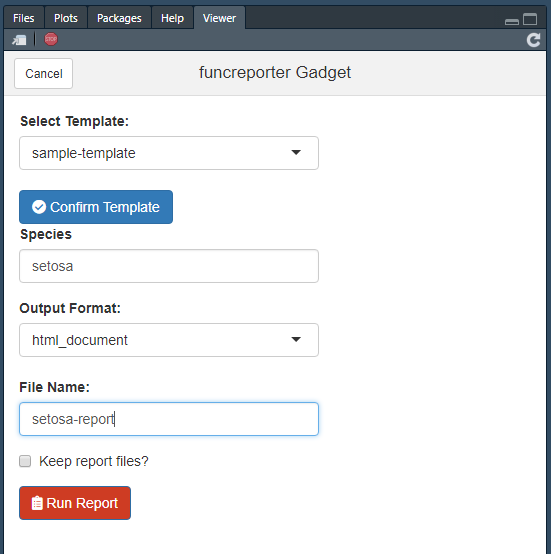 Files Plots Packages Help Viewer
STOP
Cancel funcreporter Gadget
Select Template:
sample-template
Confirm Template
Species
setosa
Output Format:
html_document
File Name:
setosa-report
Keep report files?
Run Report